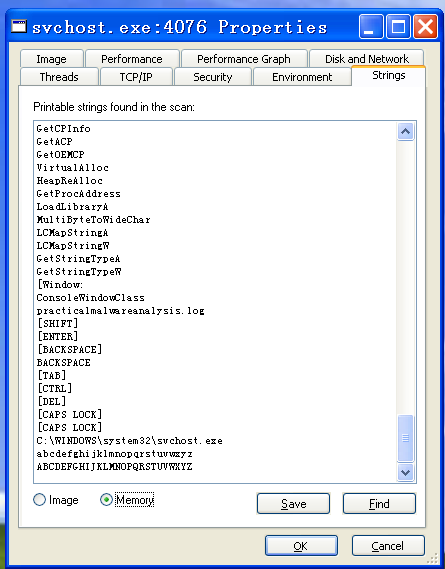 svchost.exe:4076 Properties
Image Performance Performance Graph Disk and Network
Threads TCP/IP Security Environment Strings
Printable strings found in the scan:
GetCPInfo
GetACP
GetOEMCP
VirtualAlloc
HeapReAlloc
GetProcAddress
LoadLibraryA
MultiByteToWideChar
LCMapStringA
LCMapStringW
GetStringTypeA
GetStringTypeW
[Window:
ConsoleWindowClass
practicalmalwareanalysis.log
[SHIFT]
[ENTER]
[BACKSPACE]
BACKSPACE
[TAB]
[CTRL]
[DEL]
[CAPS LOCK]
[CAPS LOCK]
C:\WINDOWS\system32\svchost.exe
abcdefghijklmnopqrstuvwxyz
ABCDEFGHIJKLMNOPQRSTUVWXYZ
Image Memory Save Find
OK Cancel